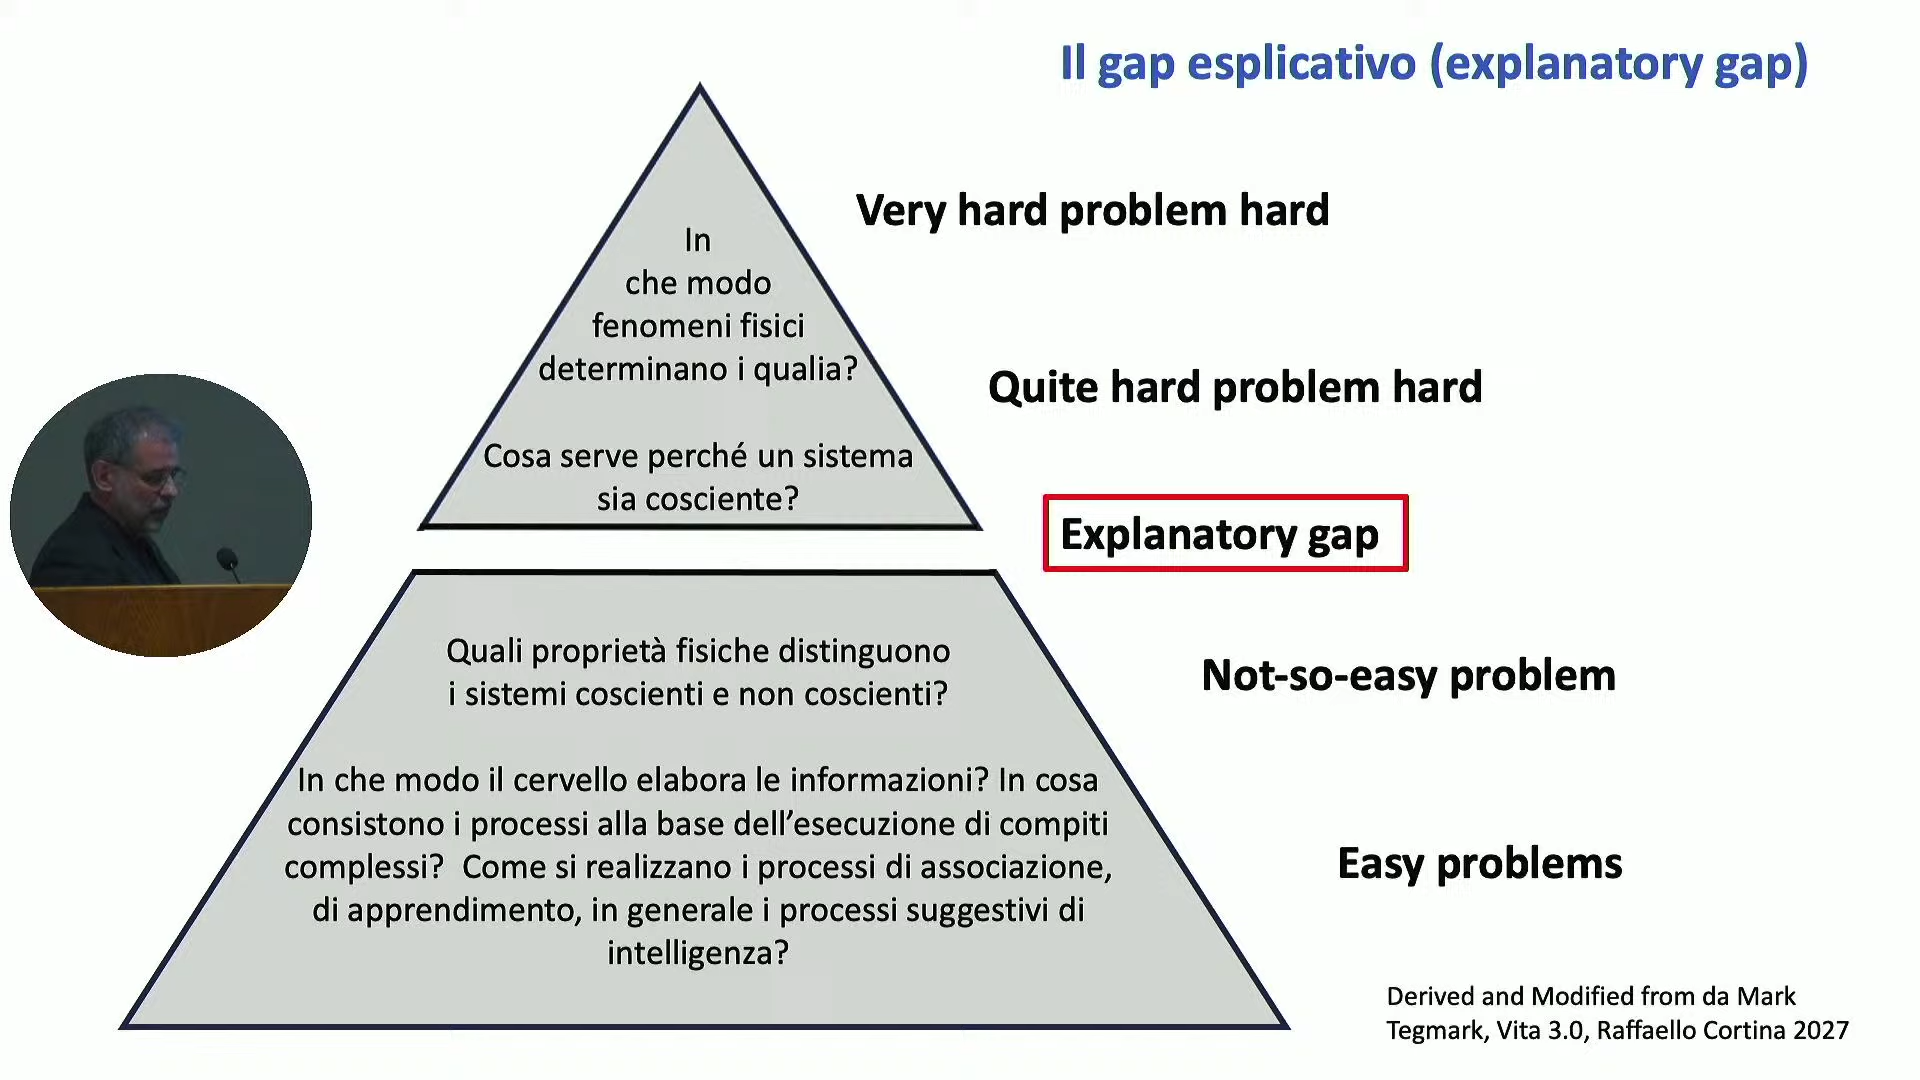 Il gap esplicativo (explanatory gap)
Very hard problem hard
In
che modo
fenomeni fisici
determinano i qualia?
Quite hard problem hard
Cosa serve perché un sistema
sia cosciente?
Explanatory gap
Quali proprietà fisiche distinguono
i sistemi coscienti e non coscienti?
Not-so-easy problem
In che modo il cervello elabora le informazioni? In cosa
consistono i processi alla base dell’esecuzione di compiti
complessi?  Come si realizzano i processi di associazione,
di apprendimento, in generale i processi suggestivi di
intelligenza?
Easy problems
Derived and Modified from da Mark
Tegmark, Vita 3.0, Raffaello Cortina 2027